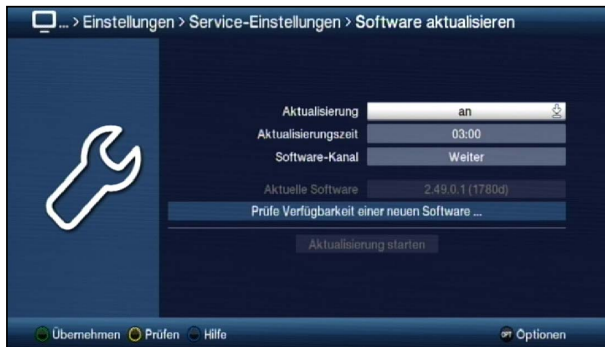 ... > Einstellungen > Service-Einstellungen > Software aktualisieren
Aktualisierung an
Aktualisierungszeit 03:00
Software-Kanal Weiter
Aktuelle Software 2.49.0.1 (1780d)
Prüfe Verfügbarkeit einer neuen Software ...
Aktualisierung starten
Übernehmen Prüfen Hilfe OPT Optionen